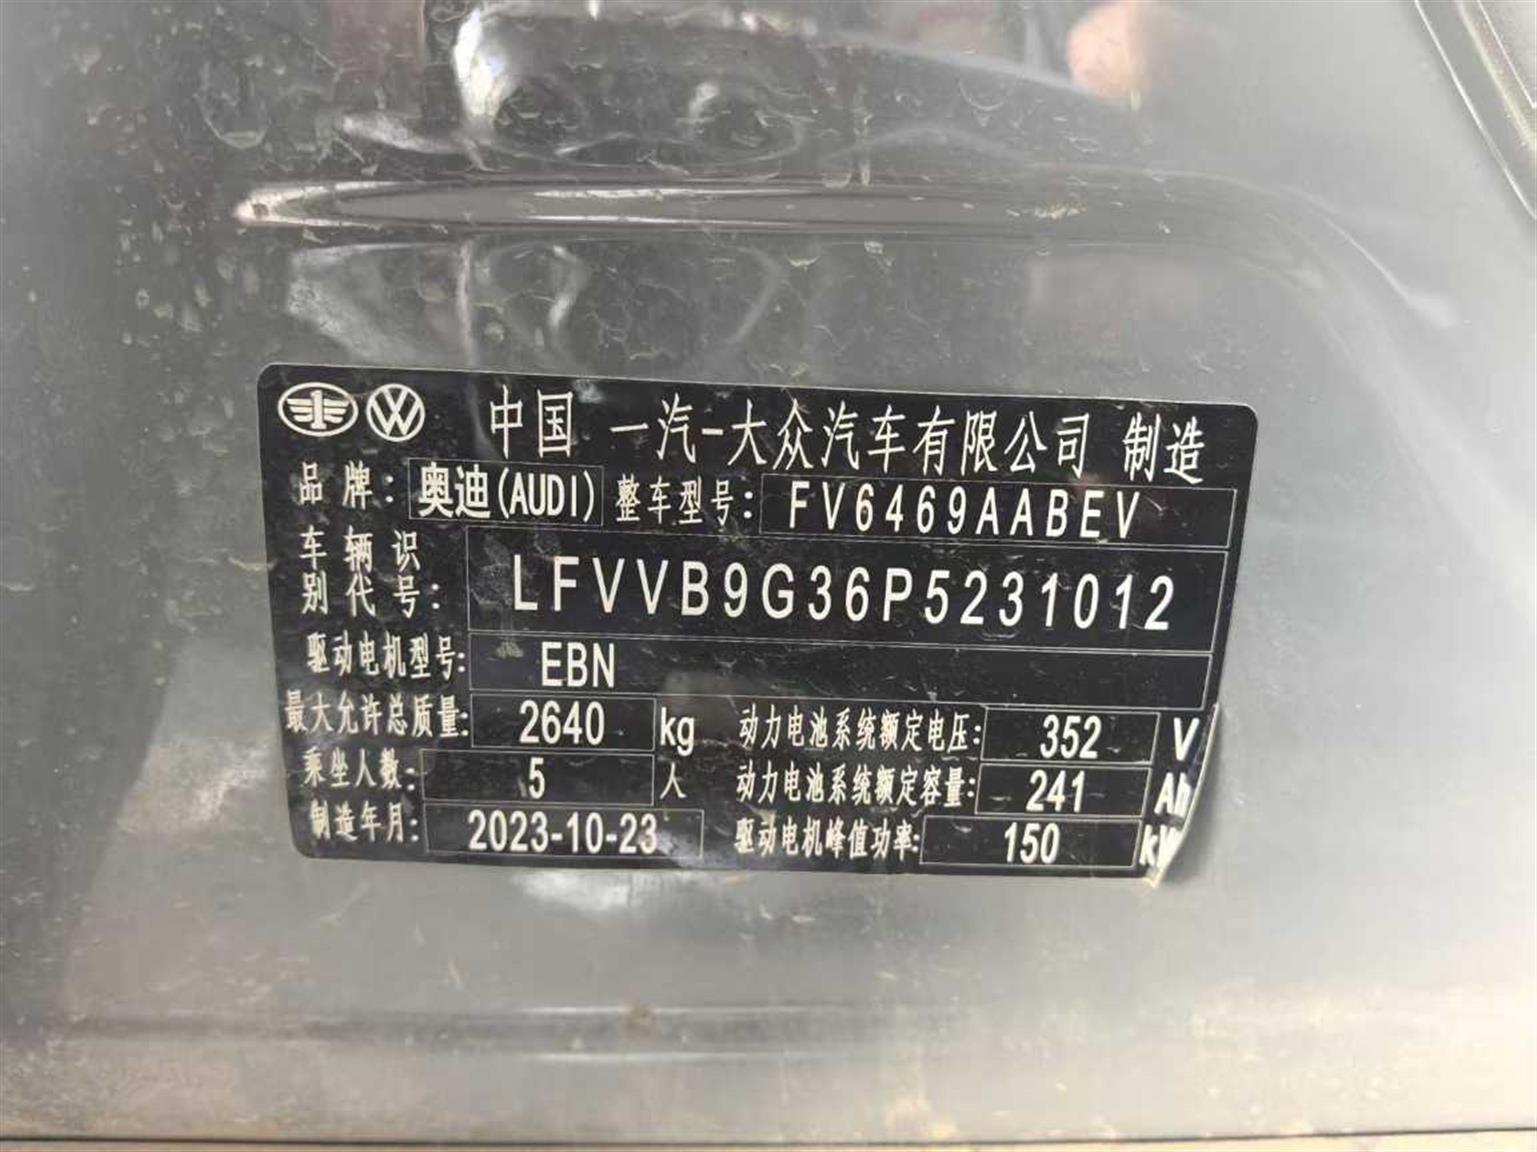 中国 一汽-大众汽车有限公司 制造
品牌: 奥迪(AUDI) 整车型号: FV6469AABEV
车辆识别代号: LFVVB9G36P5231012
驱动电机型号: EBN
最大允许总质量: 2640 kg 动力电池系统额定电压: 352 V
乘坐人数: 5 人 动力电池系统额定容量: 241 Ah
制造年月: 2023-10-23 驱动电机峰值功率: 150 kW